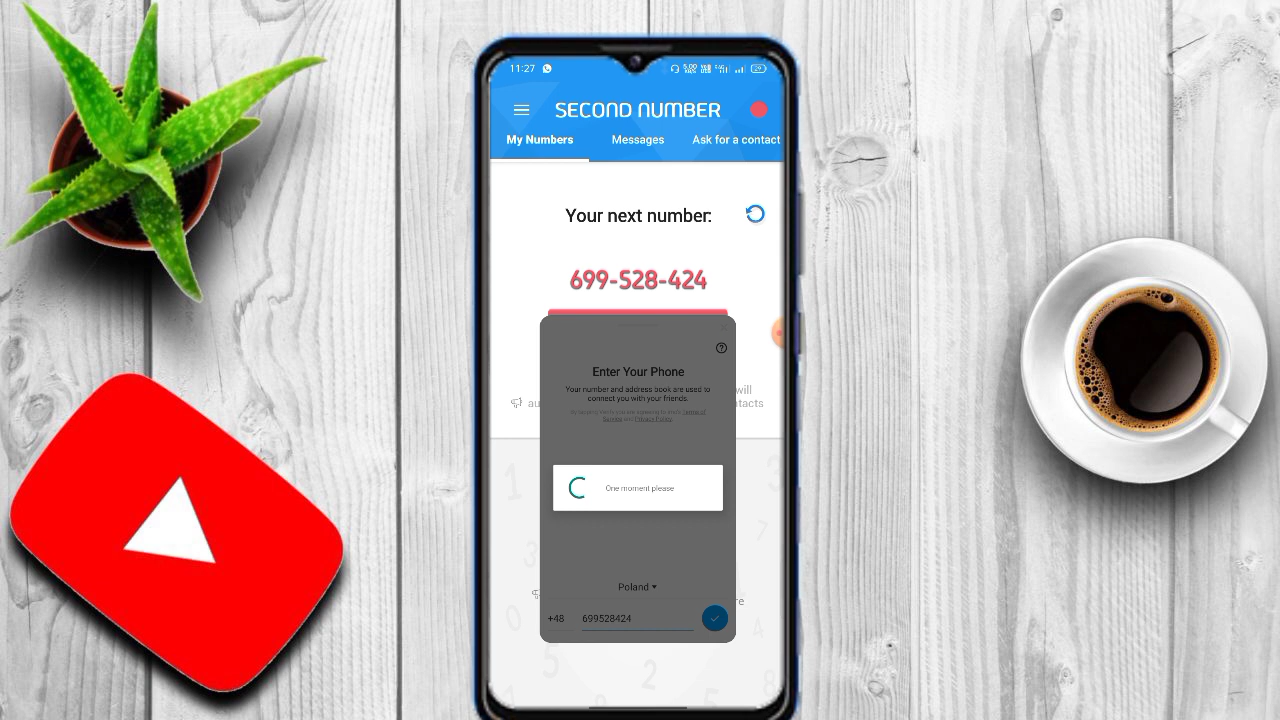 11:27
SECOND NUMBER
My Numbers Messages Ask for a contact
Your next number:
699-528-424
Enter Your Phone
Your number and address book are used to
connect you with your friends.
will
au
tacts
One moment please
Poland
re
+48 699528424